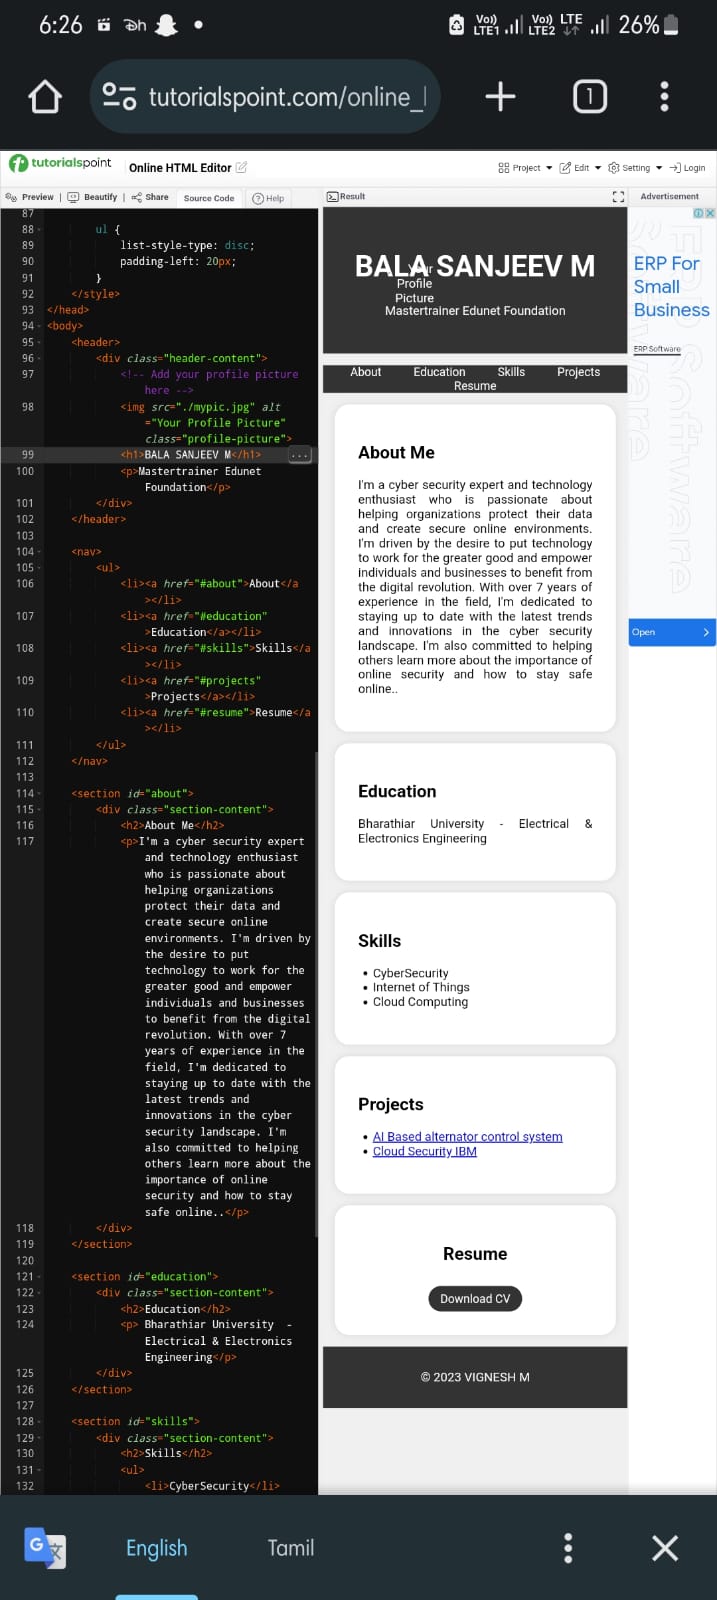 6:26
Vo)) LTE1
Vo)) LTE2
LTE
26%
tutorialspoint.com/online_
1
tutorialspoint
Online HTML Editor
Project
Edit
Setting
Login
Preview
Beautify
Share
Source Code
Help
87
88 ul {
89 list-style-type: disc;
90 padding-left: 20px;
91 }
92 </style>
93 </head>
94 <body>
95 <header>
96 <div class="header-content">
97 <!-- Add your profile picture
here -->
98 <img src="./mypic.jpg" alt
="Your Profile Picture"
class="profile-picture">
99 <h1>BALA SANJEEV M</h1>
100 <p>Mastertrainer Edunet
Foundation</p>
101 </div>
102 </header>
103
104 <nav>
105 <ul>
106 <li><a href="#about">About</a
></li>
107 <li><a href="#education"
>Education</a></li>
108 <li><a href="#skills">Skills</a
></li>
109 <li><a href="#projects"
>Projects</a></li>
110 <li><a href="#resume">Resume</a
></li>
111 </ul>
112 </nav>
113
114 <section id="about">
115 <div class="section-content">
116 <h2>About Me</h2>
117 <p>I'm a cyber security expert
and technology enthusiast
who is passionate about
helping organizations
protect their data and
create secure online
environments. I'm driven by
the desire to put
technology to work for the
greater good and empower
individuals and businesses
to benefit from the digital
revolution. With over 7
years of experience in the
field, I'm dedicated to
staying up to date with the
latest trends and
innovations in the cyber
security landscape. I'm
also committed to helping
others learn more about the
importance of online
security and how to stay
safe online..</p>
118 </div>
119 </section>
120
121 <section id="education">
122 <div class="section-content">
123 <h2>Education</h2>
124 <p> Bharathiar University -
Electrical & Electronics
Engineering</p>
125 </div>
126 </section>
127
128 <section id="skills">
129 <div class="section-content">
130 <h2>Skills</h2>
131 <ul>
132 <li>CyberSecurity</li>
Result
BALA SANJEEV M
Your
Profile
Picture
Mastertrainer Edunet Foundation
About Education Skills Projects
Resume
About Me
I'm a cyber security expert and technology
enthusiast who is passionate about
helping organizations protect their data
and create secure online environments.
I'm driven by the desire to put technology
to work for the greater good and empower
individuals and businesses to benefit from
the digital revolution. With over 7 years of
experience in the field, I'm dedicated to
staying up to date with the latest trends
and innovations in the cyber security
landscape. I'm also committed to helping
others learn more about the importance of
online security and how to stay safe
online..
Education
Bharathiar University - Electrical &
Electronics Engineering
Skills
• CyberSecurity
• Internet of Things
• Cloud Computing
Projects
• AI Based alternator control system
• Cloud Security IBM
Resume
Download CV
© 2023 VIGNESH M
Advertisement
ERP For
Small
Business
ERP Software
Open
English
Tamil